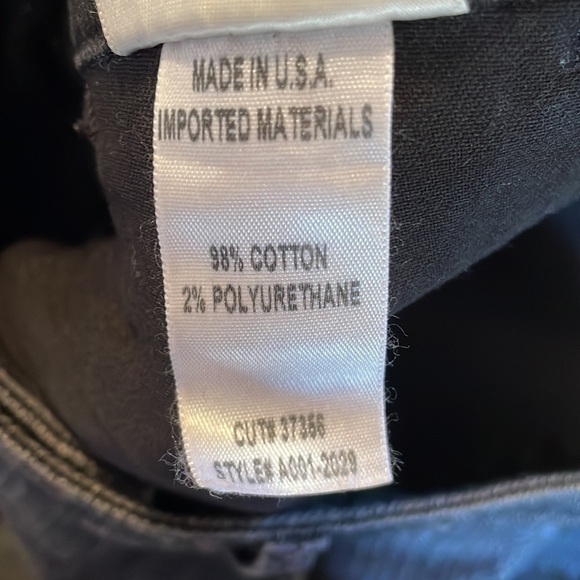 MADE IN U.S.A.
IMPORTED MATERIALS
98% COTTON
2% POLYURETHANE
CUT# 37356
STYLE# A001-2029